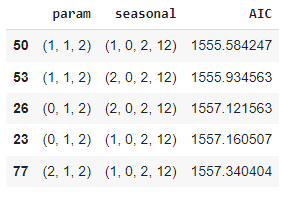 param seasonal AIC
50 (1, 1, 2) (1, 0, 2, 12) 1555.584247
53 (1, 1, 2) (2, 0, 2, 12) 1555.934563
26 (0, 1, 2) (2, 0, 2, 12) 1557.121563
23 (0, 1, 2) (1, 0, 2, 12) 1557.160507
77 (2, 1, 2) (1, 0, 2, 12) 1557.340404